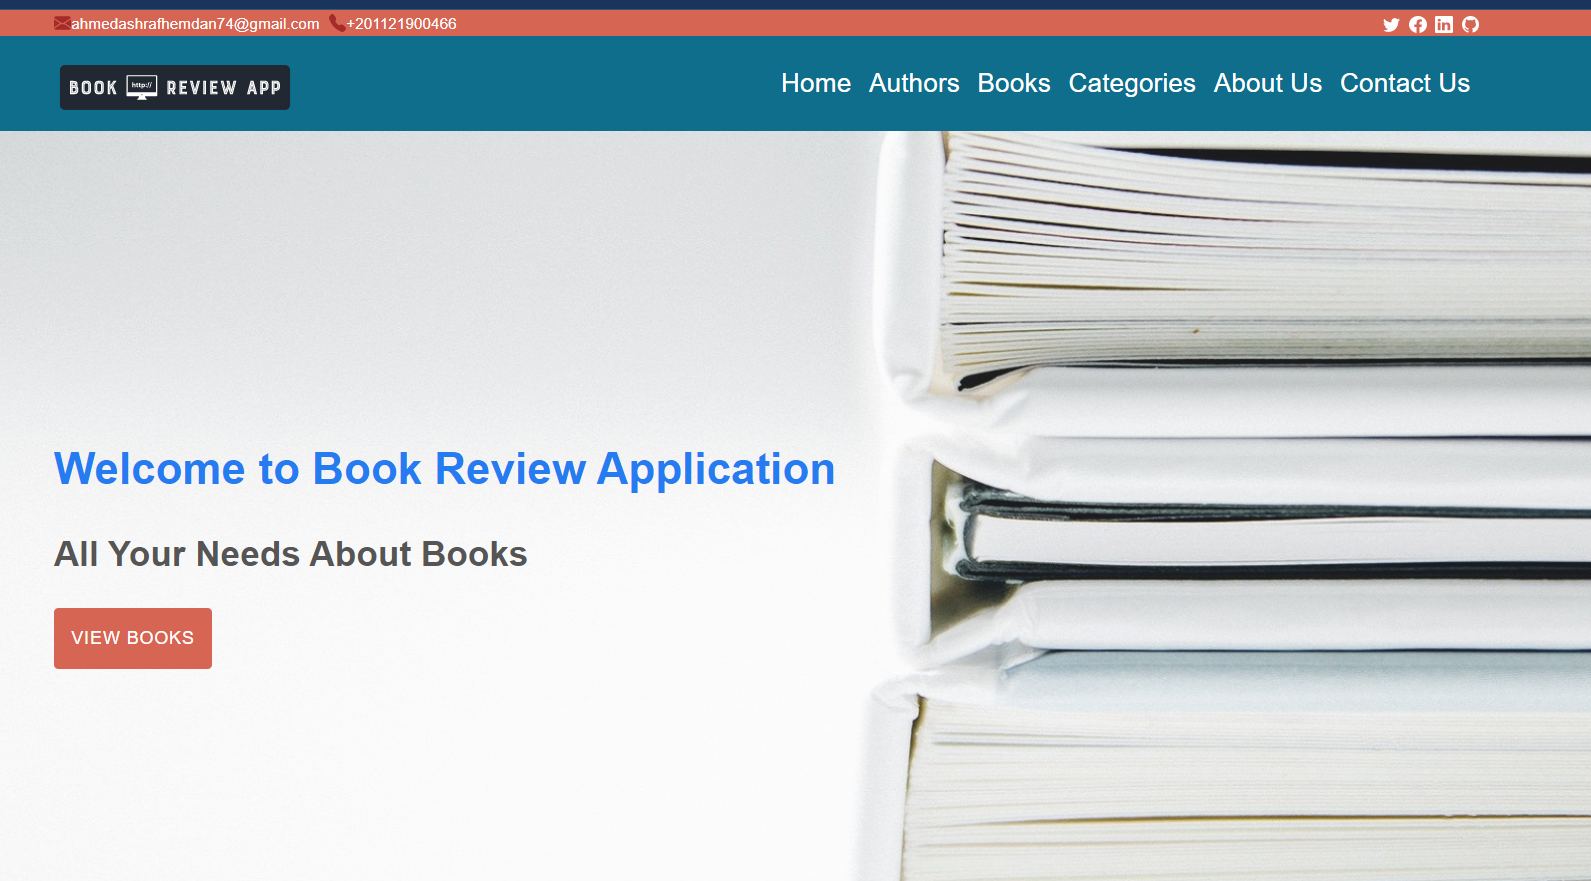 ahmedashrafhemdan74@gmail.com +201121900466
BOOK http:// REVIEW APP
Home Authors Books Categories About Us Contact Us
Welcome to Book Review Application
All Your Needs About Books
VIEW BOOKS